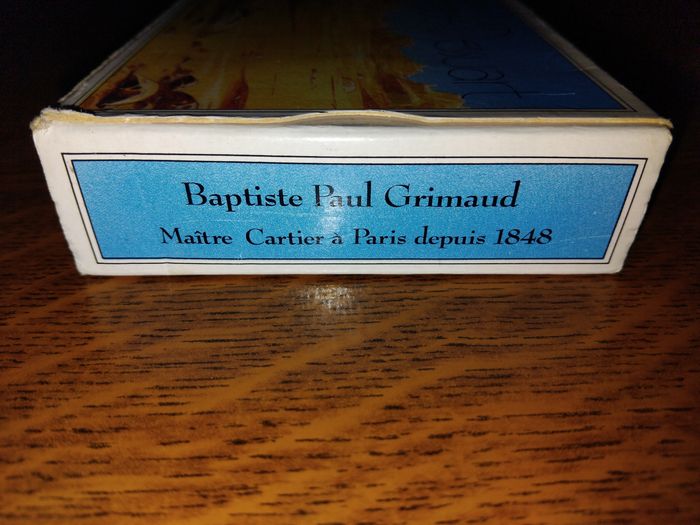 Baptiste Paul Grimaud
Maître Cartier à Paris depuis 1848